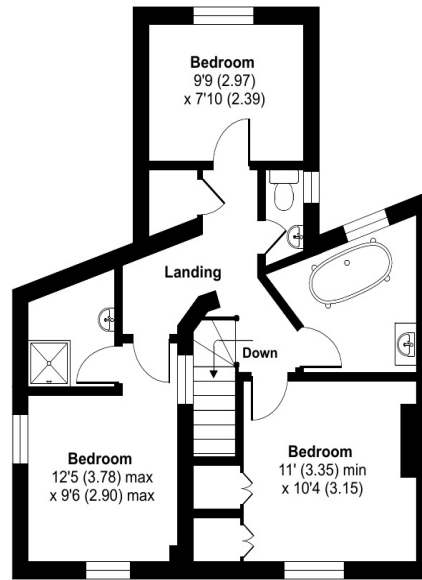 Bedroom
9'9 (2.97)
x 7'10 (2.39)
Landing
Down
Bedroom
12'5 (3.78) max
x 9'6 (2.90) max
Bedroom
11' (3.35) min
x 10'4 (3.15)